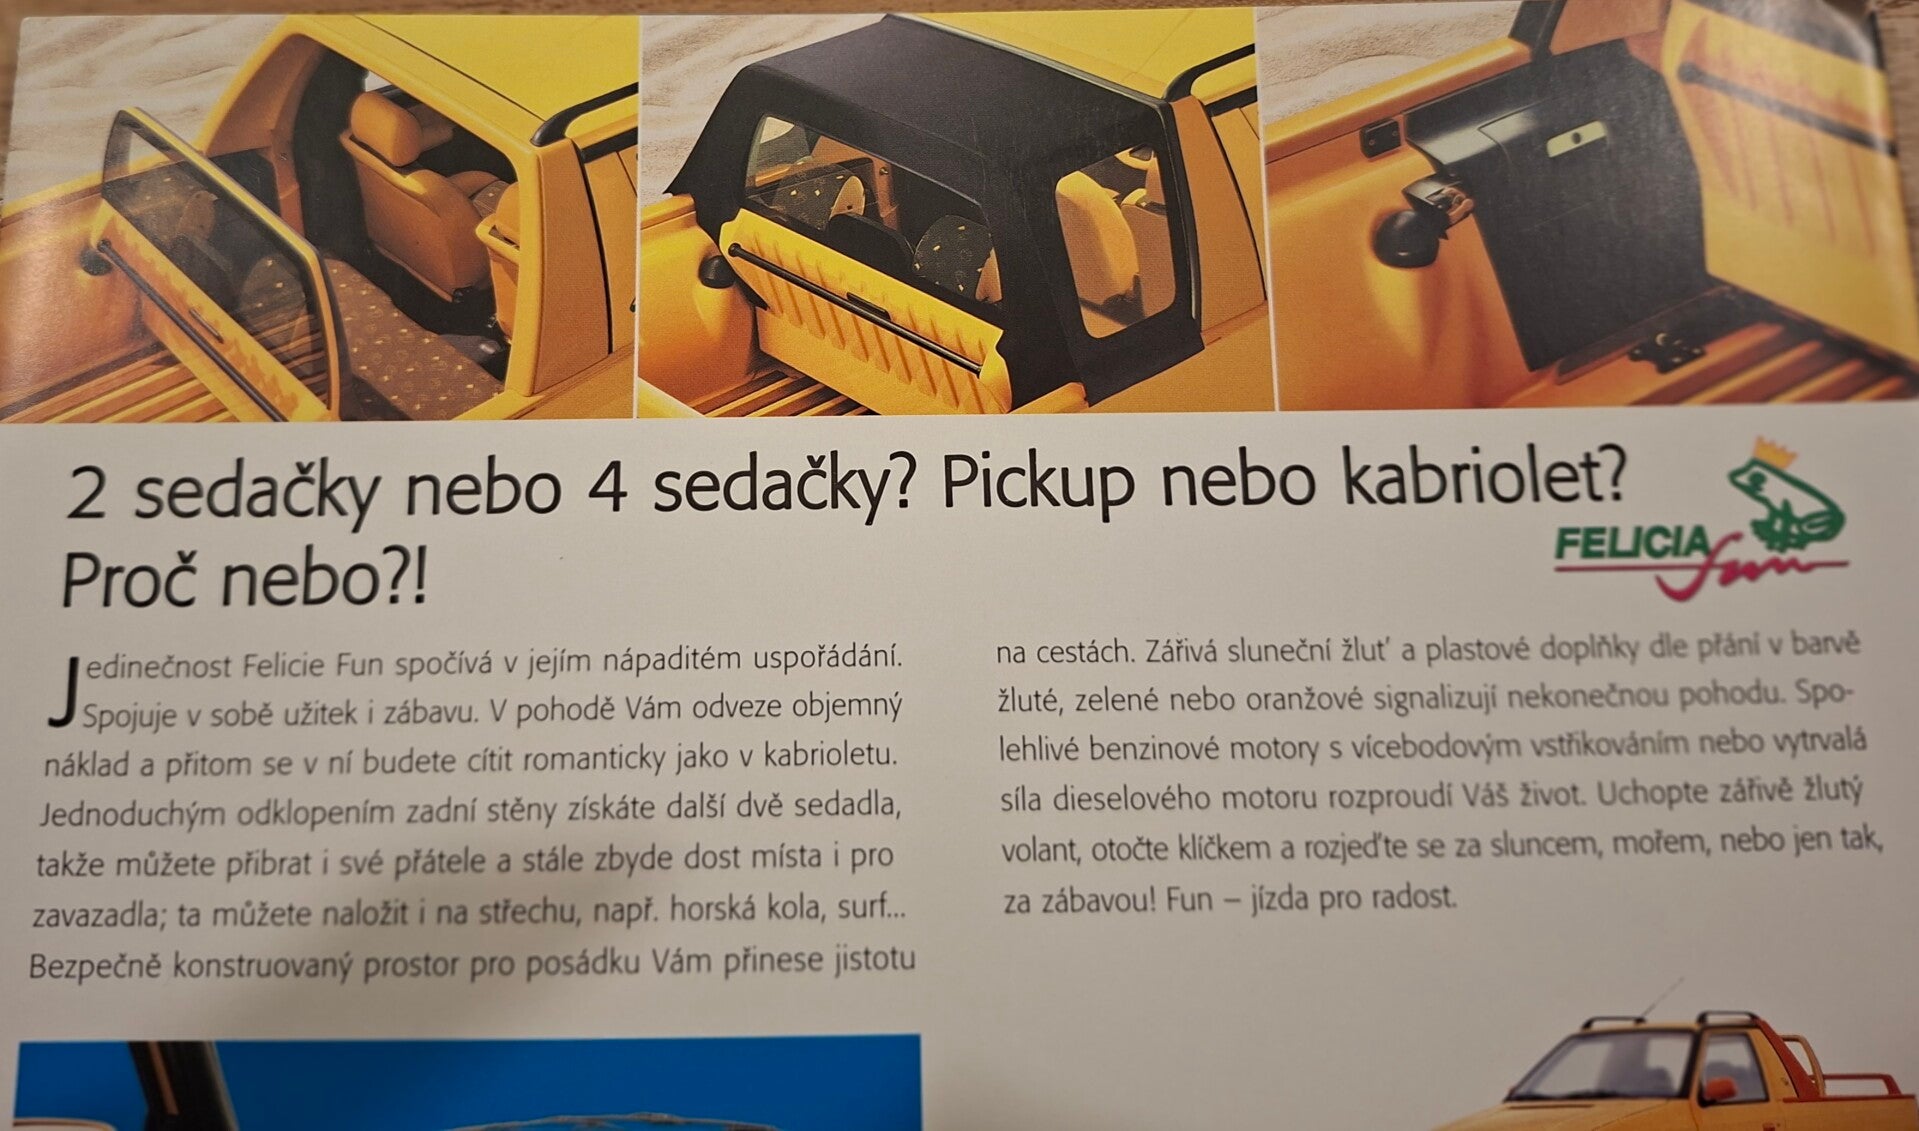 2 sedačky nebo 4 sedačky? Pickup nebo kabriolet?
Proč nebo?!
FELICIA
fun
Jedinečnost Felicie Fun spočívá v jejím nápaditém uspořádání.
Spojuje v sobě užitek i zábavu. V pohodě Vám odveze objemný
náklad a přitom se v ní budete cítit romanticky jako v kabrioletu.
Jednoduchým odklopením zadní stěny získáte další dvě sedadla,
takže můžete přibrat i své přátele a stále zbyde dost místa i pro
zavazadla; ta můžete naložit i na střechu, např. horská kola, surf...
Bezpečně konstruovaný prostor pro posádku Vám přinese jistotu
na cestách. Zářivá sluneční žluť a plastové doplňky dle přání v barvě
žluté, zelené nebo oranžové signalizují nekonečnou pohodu. Spo-
lehlivé benzinové motory s vícebodovým vstřikováním nebo vytrvalá
síla dieselového motoru rozproudí Váš život. Uchopte zářivě žlutý
volant, otočte klíčkem a rozjeďte se za sluncem, mořem, nebo jen tak,
za zábavou! Fun – jízda pro radost.